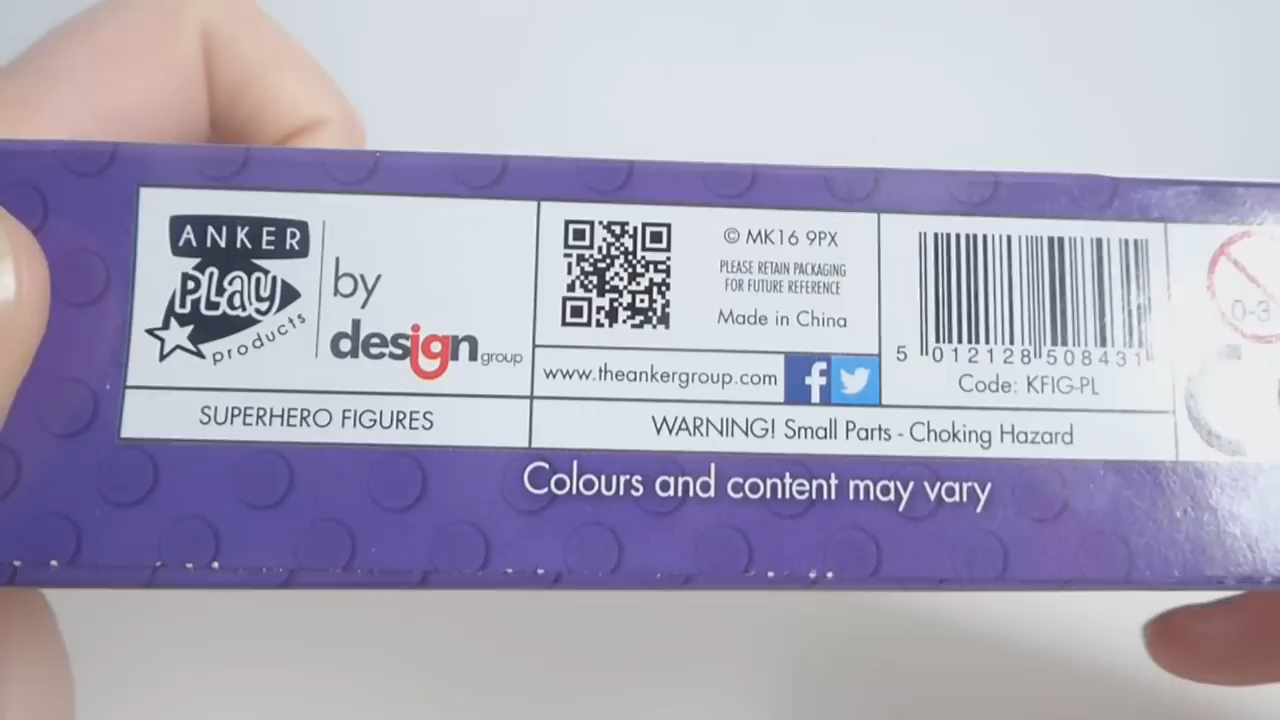 ANKER
PLay
products
by
design group
SUPERHERO FIGURES
© MK16 9PX
PLEASE RETAIN PACKAGING
FOR FUTURE REFERENCE
Made in China
www.theankergroup.com
5 012128 508431
Code: KFIG-PL
0-3
WARNING! Small Parts - Choking Hazard
Colours and content may vary